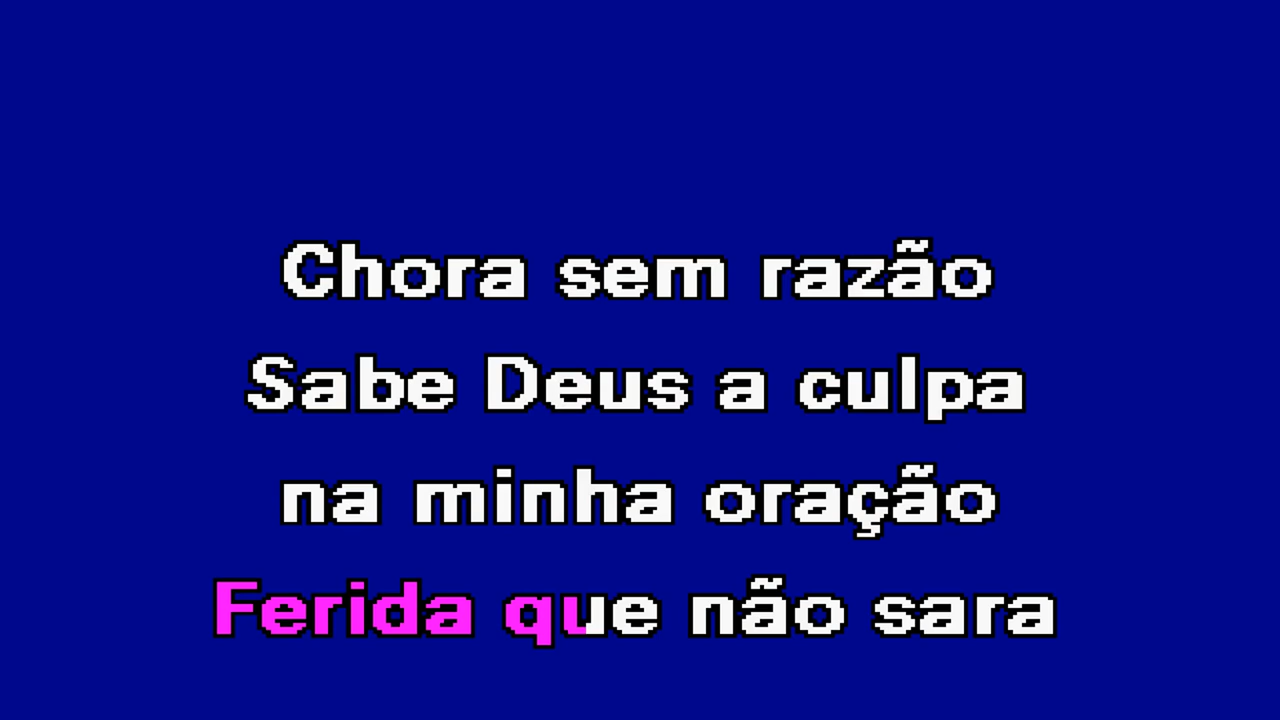 Chora sem razão
Sabe Deus a culpa
na minha oração
Ferida que não sara